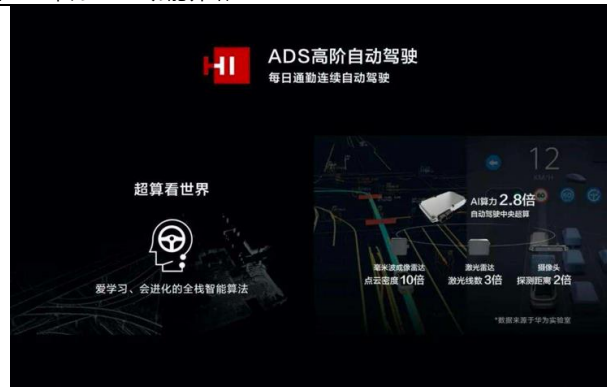 HI
ADS高阶自动驾驶
每日通勤连续自动驾驶
超算看世界
爱学习、会进化的全栈智能算法
12
AI算力2.8倍
自动驾驶中央超算
毫米波成像雷达
点云密度10倍
激光雷达
激光线数3倍
摄像头
探测距离2倍
*数据来源于华为实验室